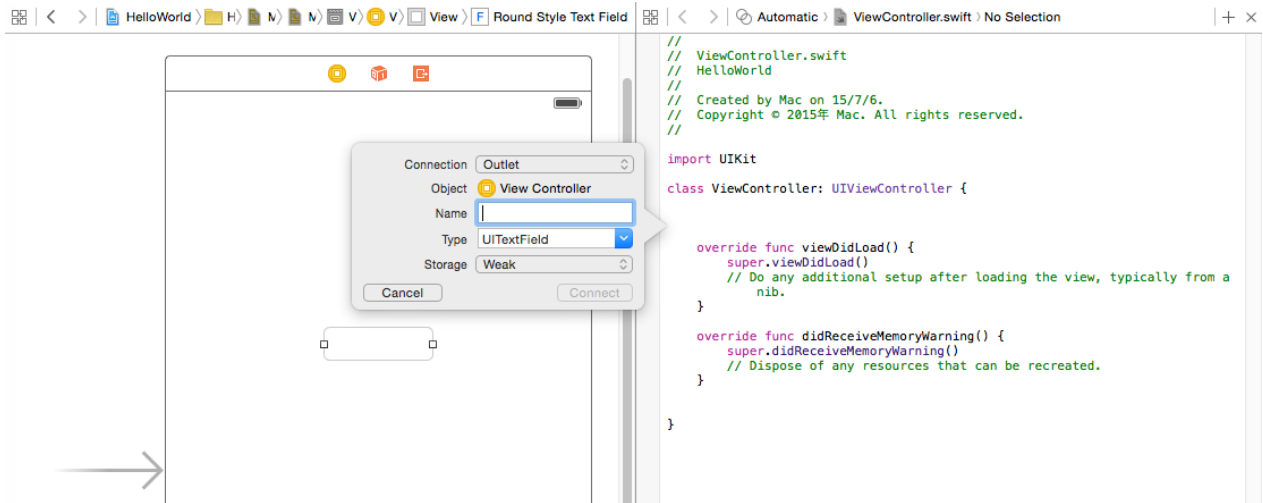 HelloWorld 〉 H〉 M〉 M〉 V〉 V〉 View 〉 F Round Style Text Field
Automatic 〉 ViewController.swift 〉 No Selection
Connection Outlet
Object View Controller
Name
Type UITextField
Storage Weak
Cancel Connect
//
// ViewController.swift
// HelloWorld
//
// Created by Mac on 15/7/6.
// Copyright © 2015年 Mac. All rights reserved.
//
import UIKit
class ViewController: UIViewController {
override func viewDidLoad() {
super.viewDidLoad()
// Do any additional setup after loading the view, typically from a
nib.
}
override func didReceiveMemoryWarning() {
super.didReceiveMemoryWarning()
// Dispose of any resources that can be recreated.
}
}